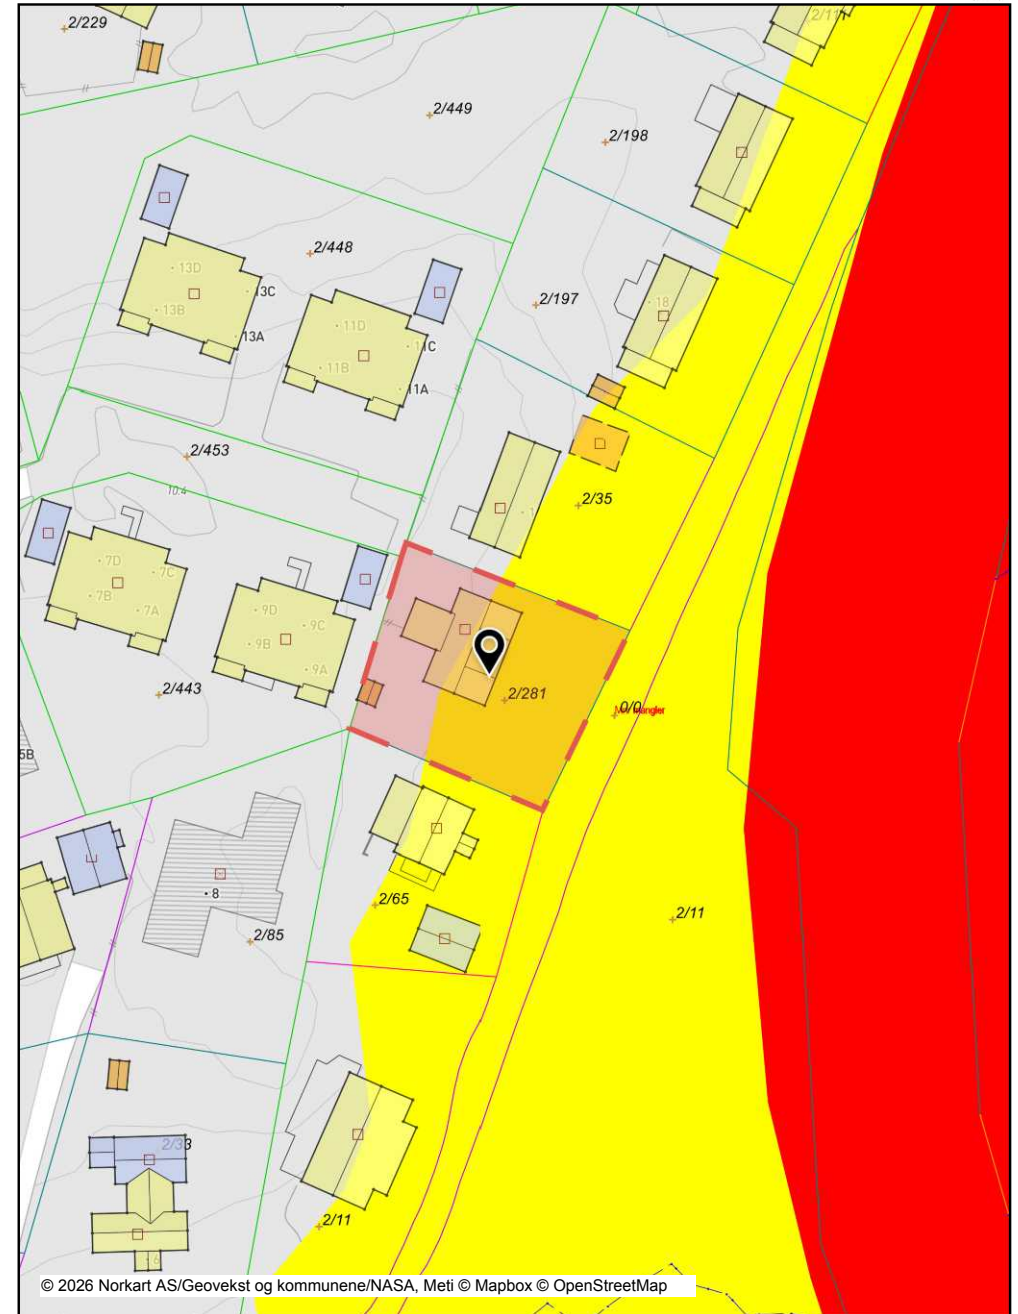 2/229
2/11
2/449
2/198
2/448
13D
13C
13B
13A
2/197
18
11D
11C
11B
11A
2/453
10.4
2/35
7D
7C
7B
7A
9D
9C
9B
9A
2/443
2/281
0/0
mangler
5B
8
2/65
2/85
2/11
2/33
2/11
6
© 2026 Norkart AS/Geovekst og kommunene/NASA, Meti © Mapbox © OpenStreetMap